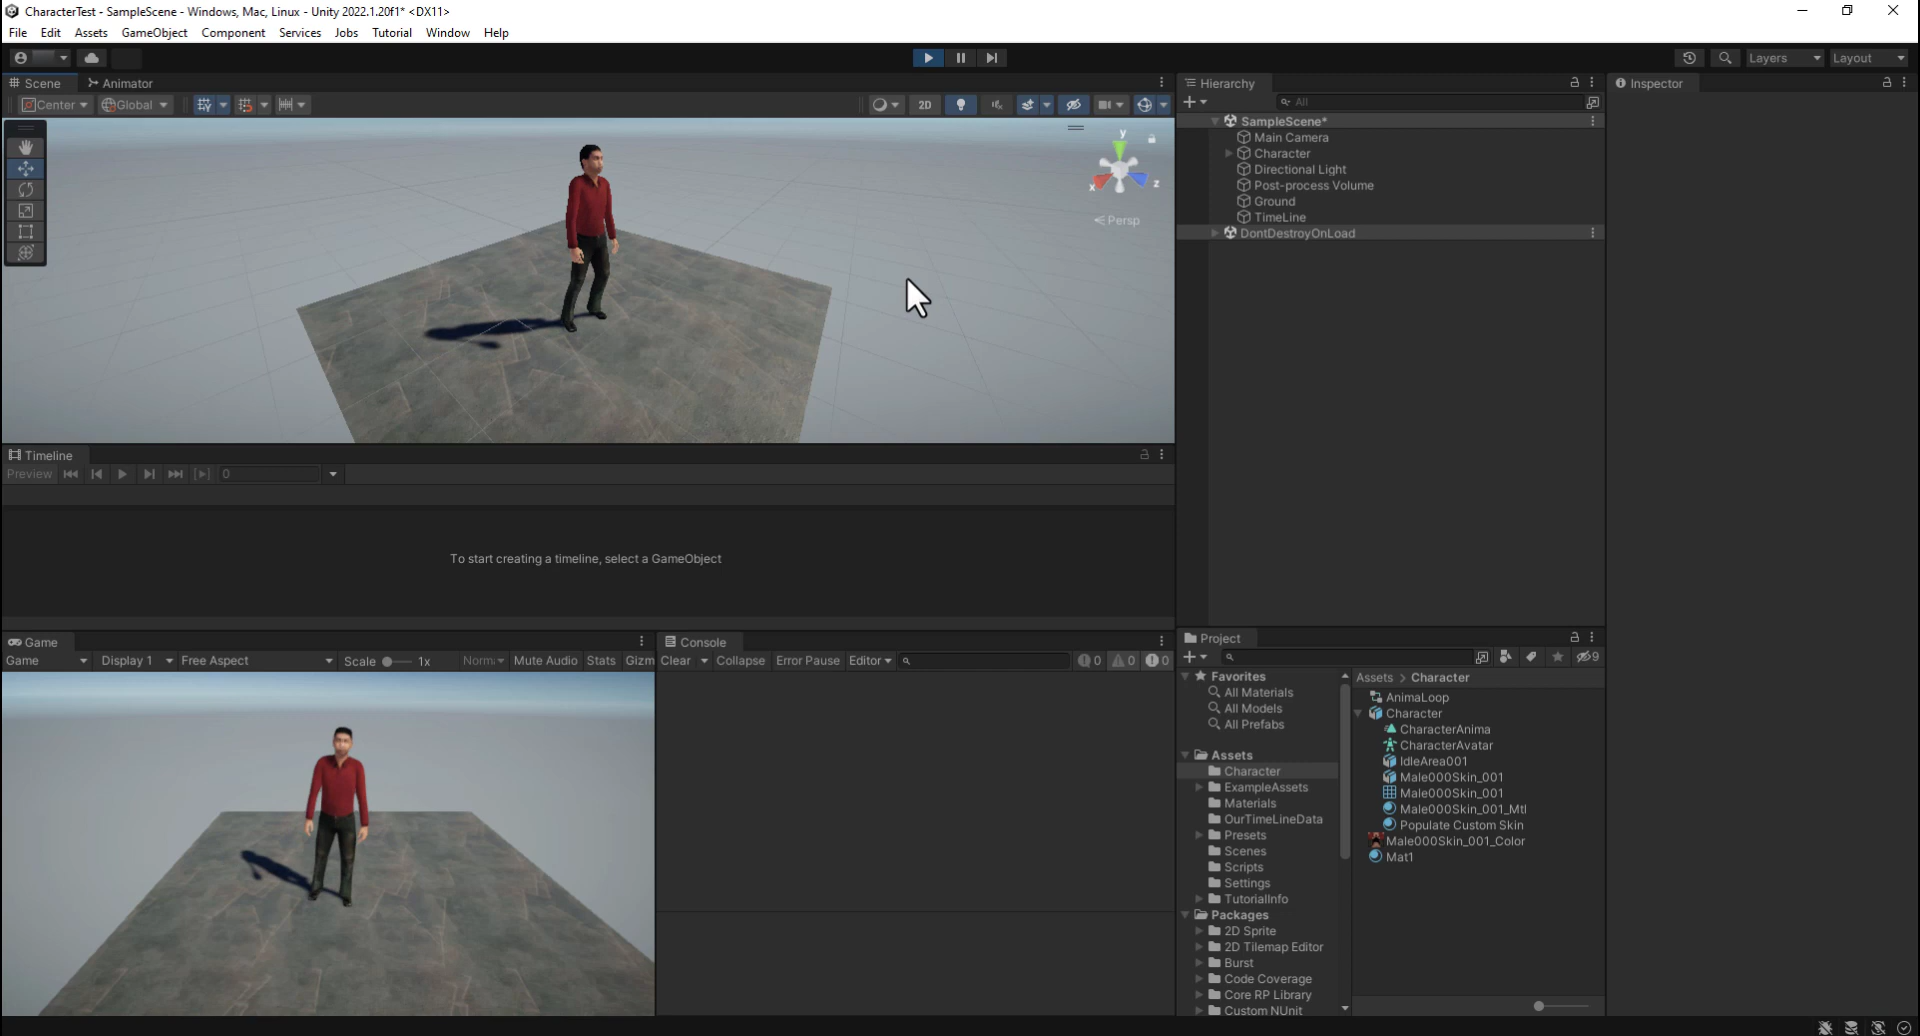 CharacterTest - SampleScene - Windows, Mac, Linux - Unity 2022.1.20f1* <DX11>
File Edit Assets GameObject Component Services Jobs Tutorial Window Help
Layers Layout
Scene Animator
Center Global 2D
y
x
z
Persp
Hierarchy
All
SampleScene*
Main Camera
Character
Directional Light
Post-process Volume
Ground
TimeLine
DontDestroyOnLoad
Inspector
Timeline
Preview 0
To start creating a timeline, select a GameObject
Game
Game Display 1 Free Aspect Scale 1x Norm Mute Audio Stats Gizm
Console
Clear Collapse Error Pause Editor 0 0 0
Project
9
Favorites
All Materials
All Models
All Prefabs
Assets
Character
ExampleAssets
Materials
OurTimeLineData
Presets
Scenes
Scripts
Settings
TutorialInfo
Packages
2D Sprite
2D Tilemap Editor
Burst
Code Coverage
Core RP Library
Custom NUnit
Assets > Character
AnimaLoop
Character
CharacterAnima
CharacterAvatar
IdleArea001
Male000Skin_001
Male000Skin_001
Male000Skin_001_Mtl
Populate Custom Skin
Male000Skin_001_Color
Mat1